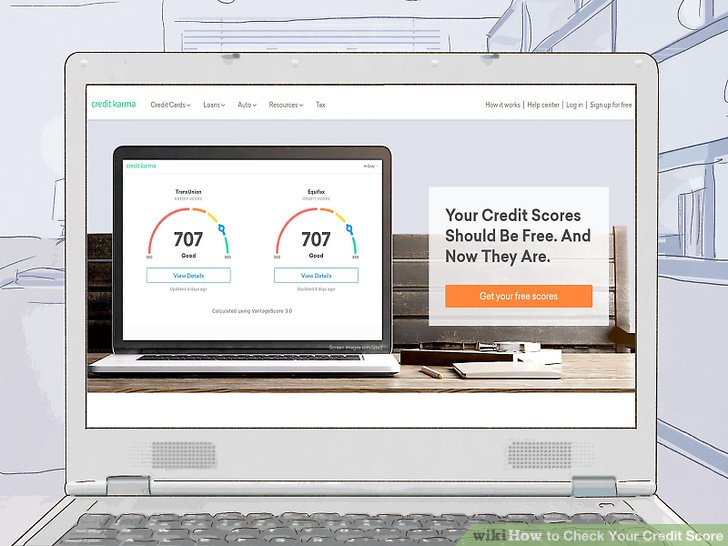 credit karma Credit Cards Loans Auto Resources Tax How it works | Help center | Log in | Sign up for free
credit karma
TransUnion Equifax
CREDIT SCORE CREDIT SCORE
707 707
Good Good
300 850 300 850
View Details View Details
Updated 4 days ago Updated 4 days ago
Calculated using VantageScore 3.0
Screen images simulated
Your Credit Scores
Should Be Free. And
Now They Are.
Get your free scores
wikiHow to Check Your Credit Score